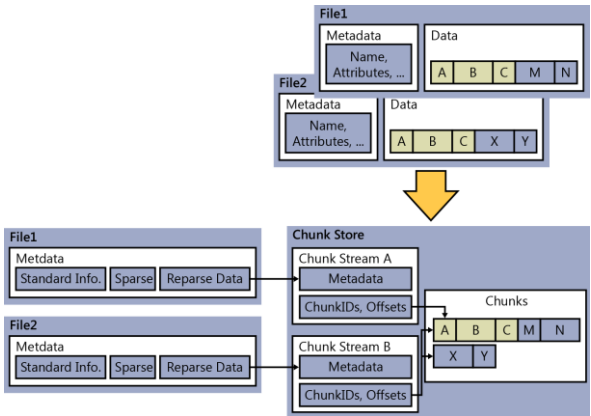 File1
Metadata
Name,
Attributes, ...
Data
A B C M N
File2
Metadata
Name,
Attributes, ...
Data
A B C X Y
File1
Metdata
Standard Info. Sparse Reparse Data
File2
Metdata
Standard Info. Sparse Reparse Data
Chunk Store
Chunk Stream A
Metadata
ChunkIDs, Offsets
Chunk Stream B
Metadata
ChunkIDs, Offsets
Chunks
A B C M N
X Y